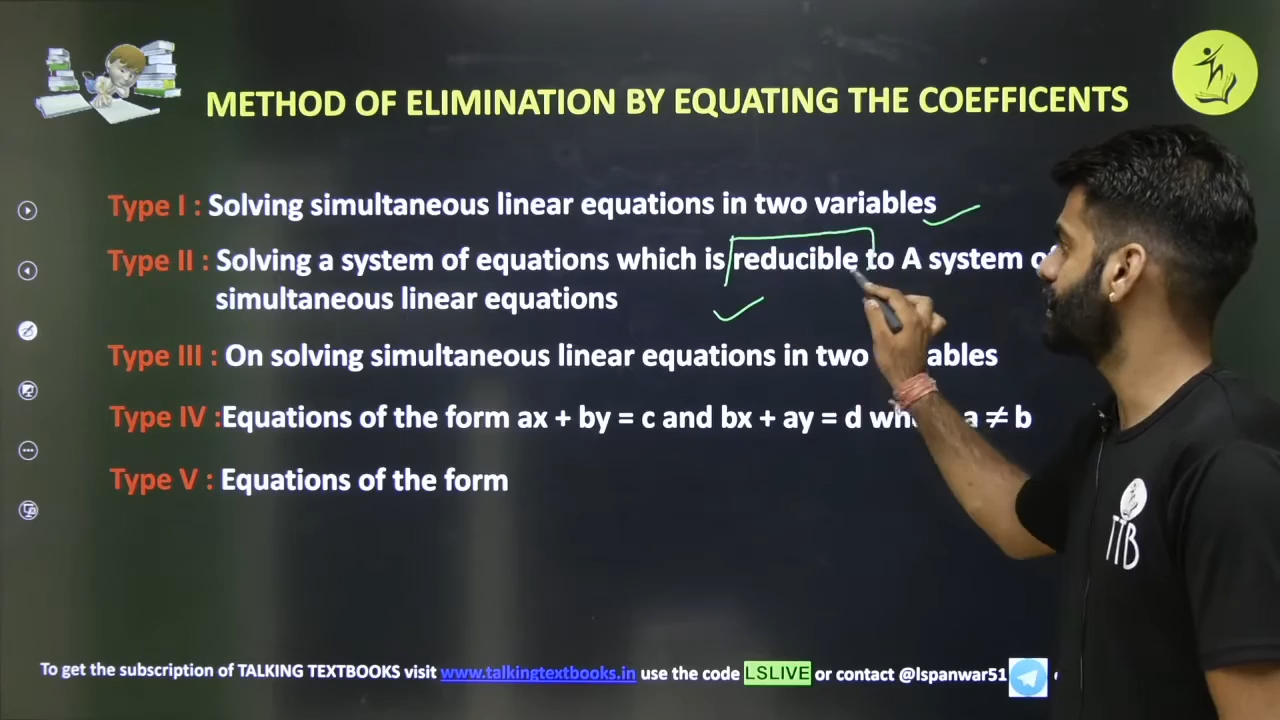 METHOD OF ELIMINATION BY EQUATING THE COEFFICENTS
Type I : Solving simultaneous linear equations in two variables
Type II : Solving a system of equations which is reducible to A system of
simultaneous linear equations
Type III : On solving simultaneous linear equations in two ables
Type IV : Equations of the form ax + by = c and bx + ay = d whe a ≠ b
Type V : Equations of the form
To get the subscription of TALKING TEXTBOOKS visit www.talkingtextbooks.in use the code LSLIVE or contact @lspanwar51
TTB